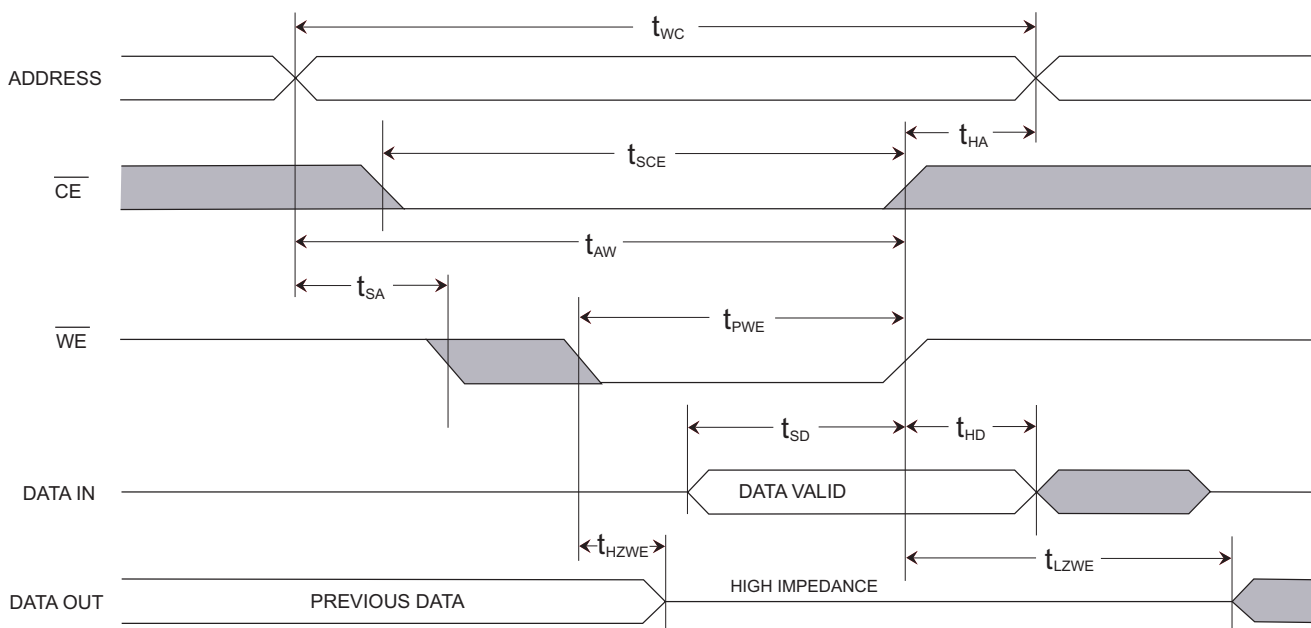 tWC
ADDRESS
tHA
tSCE
CE
tAW
tSA
tPWE
WE
tSD
tHD
DATA IN
DATA VALID
tHZWE
tLZWE
HIGH IMPEDANCE
DATA OUT
PREVIOUS DATA